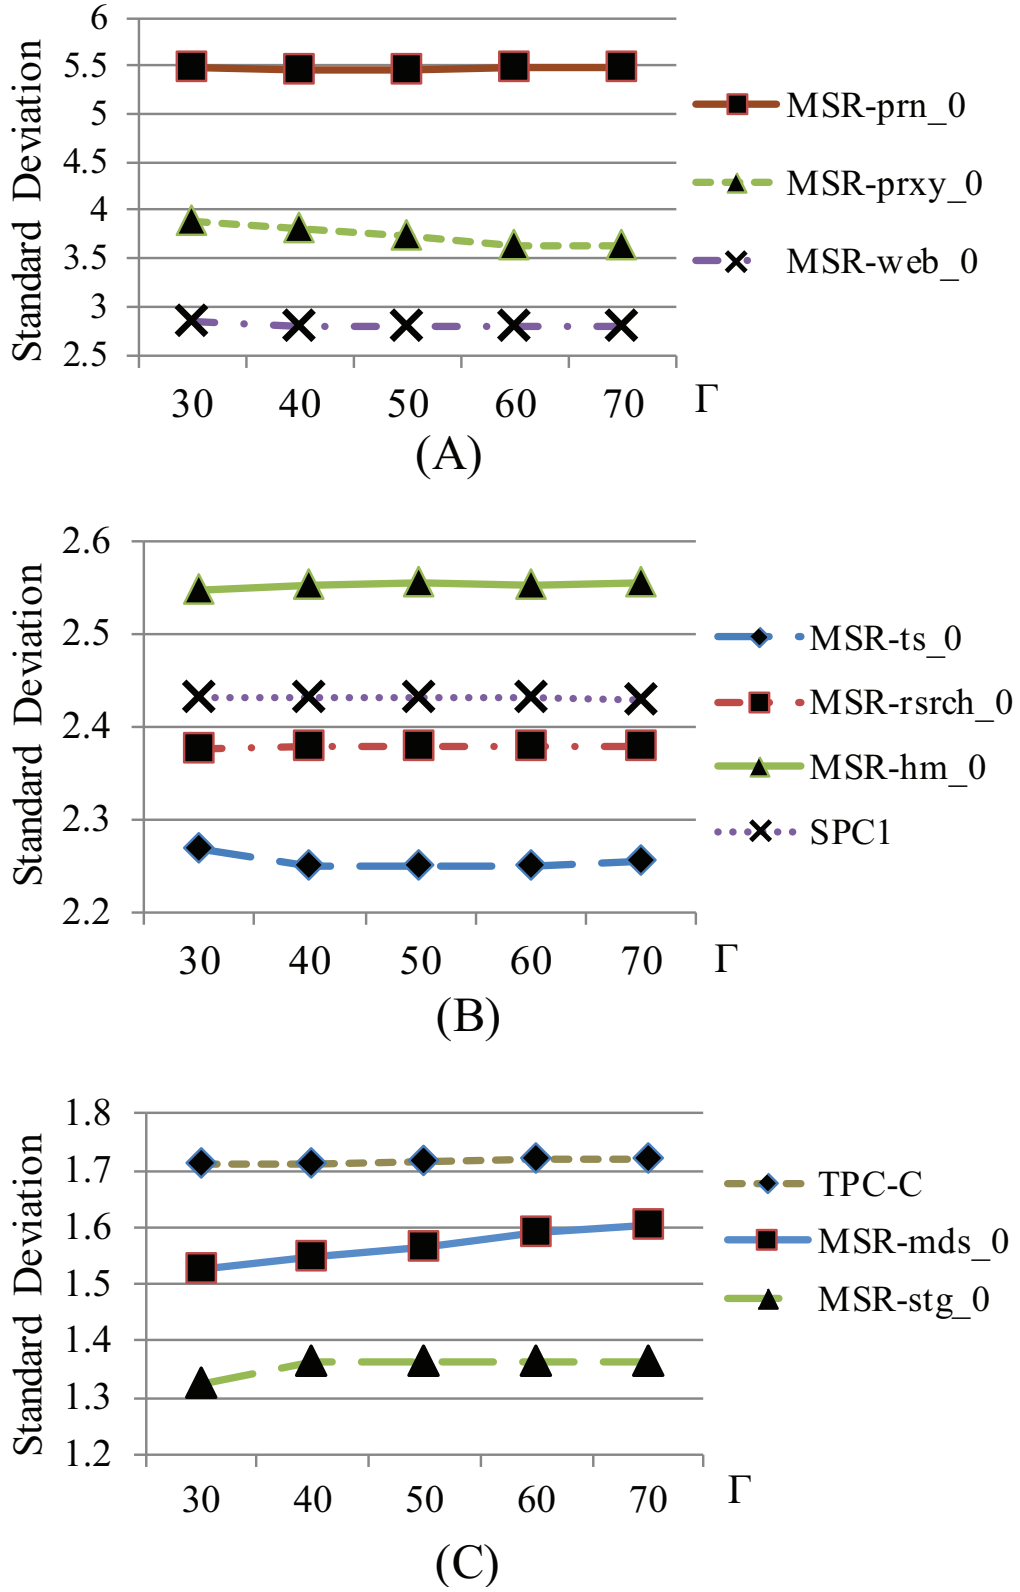 Standard Deviation
6
5.5
5
4.5
4
3.5
3
2.5
30 40 50 60 70 Γ
MSR-prn_0
MSR-prxy_0
MSR-web_0
(A)
Standard Deviation
2.6
2.5
2.4
2.3
2.2
30 40 50 60 70 Γ
MSR-ts_0
MSR-rsrch_0
MSR-hm_0
SPC1
(B)
Standard Deviation
1.8
1.7
1.6
1.5
1.4
1.3
1.2
30 40 50 60 70 Γ
TPC-C
MSR-mds_0
MSR-stg_0
(C)